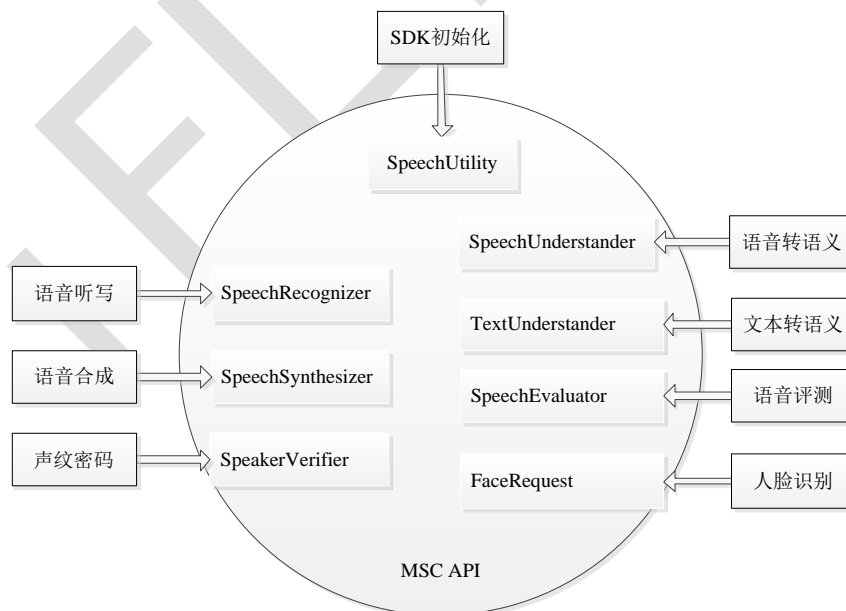 SDK初始化
SpeechUtility
SpeechUnderstander
语音转语义
语音听写
SpeechRecognizer
TextUnderstander
文本转语义
语音合成
SpeechSynthesizer
SpeechEvaluator
语音评测
声纹密码
SpeakerVerifier
FaceRequest
人脸识别
MSC API